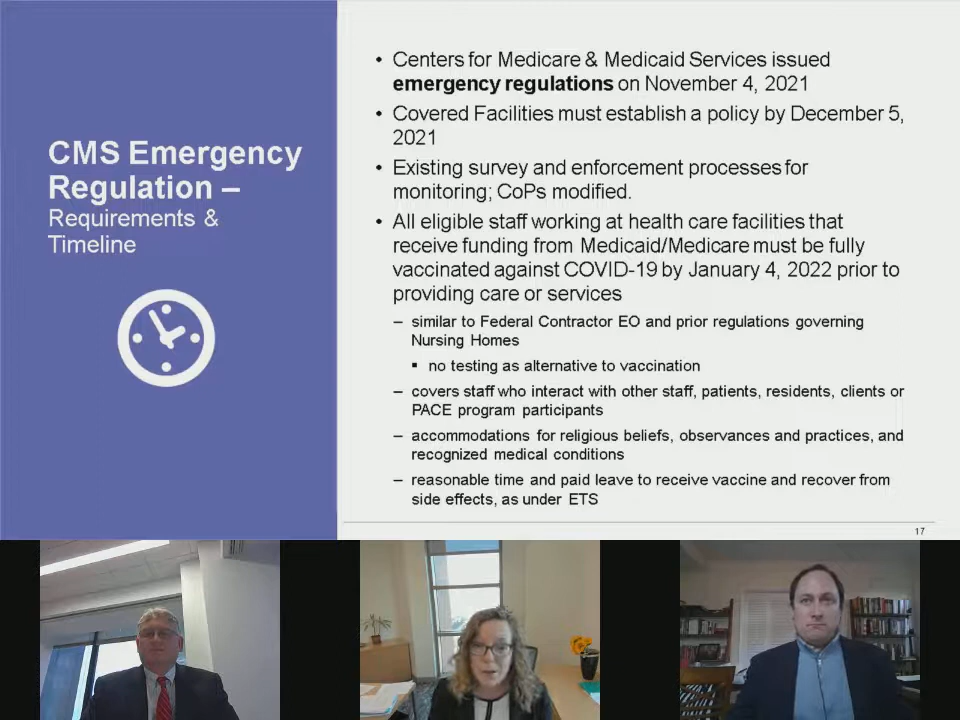 CMS Emergency
Regulation –
Requirements &
Timeline
• Centers for Medicare & Medicaid Services issued
emergency regulations on November 4, 2021
• Covered Facilities must establish a policy by December 5,
2021
• Existing survey and enforcement processes for
monitoring; CoPs modified.
• All eligible staff working at health care facilities that
receive funding from Medicaid/Medicare must be fully
vaccinated against COVID-19 by January 4, 2022 prior to
providing care or services
– similar to Federal Contractor EO and prior regulations governing
Nursing Homes
▪ no testing as alternative to vaccination
– covers staff who interact with other staff, patients, residents, clients or
PACE program participants
– accommodations for religious beliefs, observances and practices, and
recognized medical conditions
– reasonable time and paid leave to receive vaccine and recover from
side effects, as under ETS
17